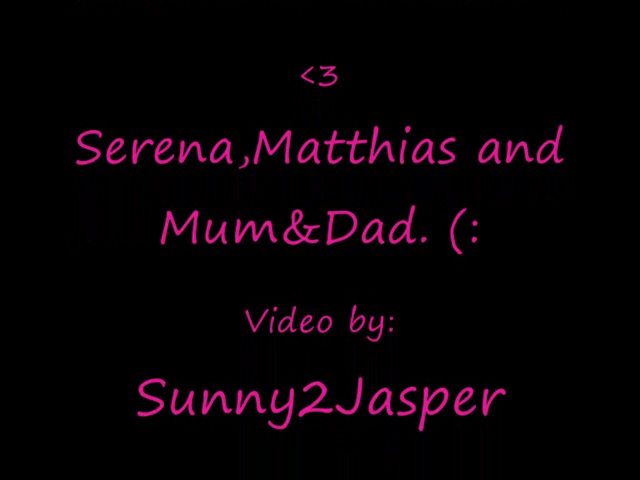 <3
Serena,Matthias and
Mum&Dad. (:
Video by:
Sunny2Jasper